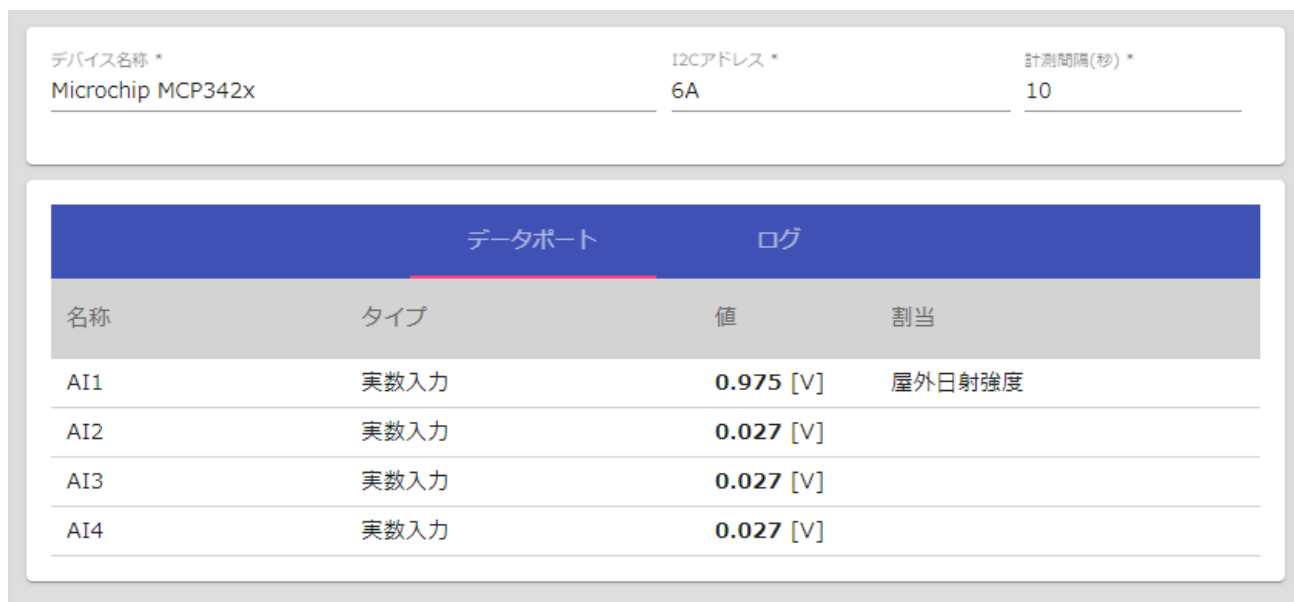 デバイス名称 * I2Cアドレス * 計測間隔(秒) *
Microchip MCP342x 6A 10
データポート ログ
名称 タイプ 値 割当
AI1 実数入力 0.975 [V] 屋外日射強度
AI2 実数入力 0.027 [V]
AI3 実数入力 0.027 [V]
AI4 実数入力 0.027 [V]